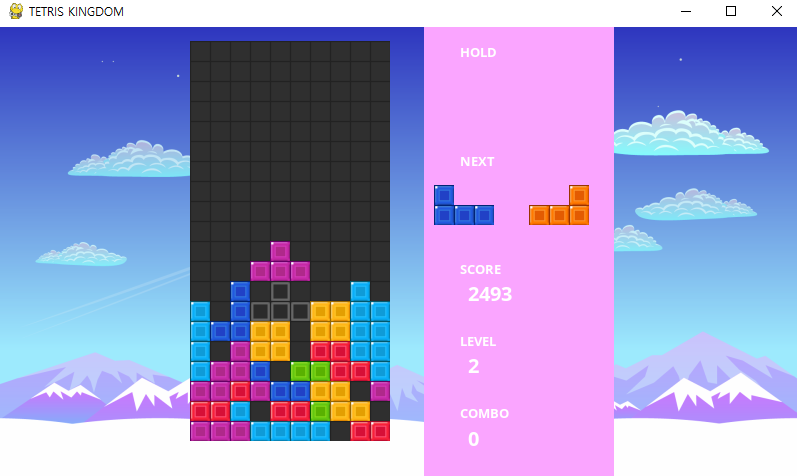 TETRIS KINGDOM
HOLD
NEXT
SCORE
2493
LEVEL
2
COMBO
0